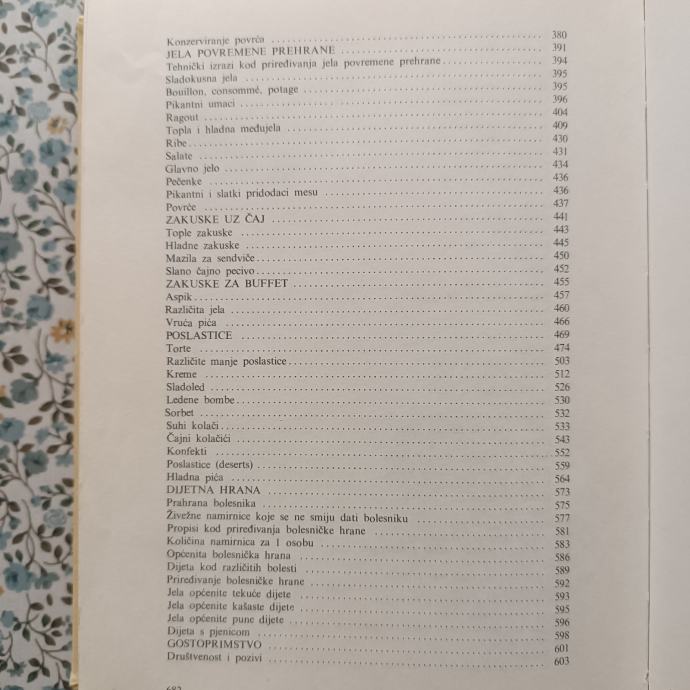 Konzerviranje povrća 380
JELA POVREMENE PREHRANE 391
Tehnički izrazi kod priređivanja jela povremene prehrane 394
Sladokusna jela 395
Bouillon, consommé, potage 395
Pikantni umaci 396
Ragout 404
Topla i hladna međujela 409
Ribe 430
Salate 431
Glavno jelo 434
Pečenke 436
Pikantni i slatki pridodaci mesu 436
Povrće 437
ZAKUSKE UZ ČAJ 441
Tople zakuske 443
Hladne zakuske 445
Mazila za sendviče 450
Slano čajno pecivo 452
ZAKUSKE ZA BUFFET 455
Aspik 457
Različita jela 460
Vruća pića 466
POSLASTICE 469
Torte 474
Različite manje poslastice 503
Kreme 512
Sladoled 526
Ledene bombe 530
Sorbet 532
Suhi kolači 533
Čajni kolačići 543
Konfekti 552
Poslastice (deserts) 559
Hladna pića 564
DIJETNA HRANA 573
Prahrana bolesnika 575
Živežne namirnice koje se ne smiju dati bolesniku 577
Propisi kod priređivanja bolesničke hrane 581
Količina namirnica za 1 osobu 583
Općenita bolesnička hrana 586
Dijeta kod različitih bolesti 589
Priređivanje bolesničke hrane 592
Jela općenite tekuće dijete 593
Jela općenite kašaste dijete 595
Jela općenite pune dijete 596
Dijeta s pjenicom 598
GOSTOPRIMSTVO 601
Društvenost i pozivi 603